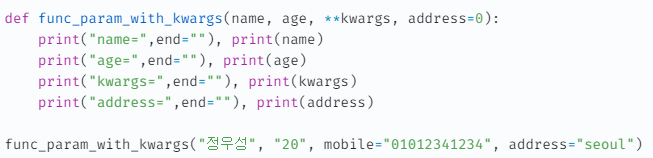 def func_param_with_kwargs(name, age, **kwargs, address=0):
    print("name=",end=""), print(name)
    print("age=",end=""), print(age)
    print("kwargs=",end=""), print(kwargs)
    print("address=",end=""), print(address)
func_param_with_kwargs("정우성", "20", mobile="01012341234", address="seoul")